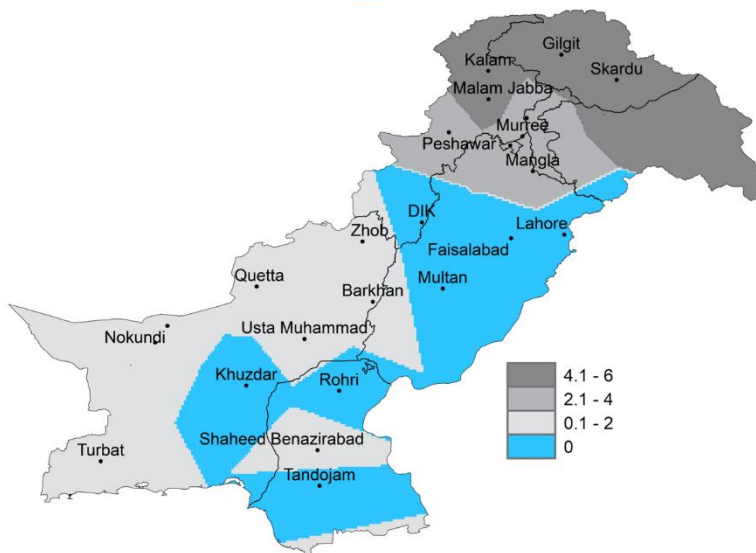 Gilgit
Kalam
Skardu
Malam Jabba
Murree
Peshawar
Mangla
DIK
Lahore
Zhob
Faisalabad
Quetta
Multan
Barkhan
Nokundi
Usta Muhammad
Khuzdar
Rohri
Shaheed Benazirabad
Turbat
Tandojam
4.1 - 6
2.1 - 4
0.1 - 2
0